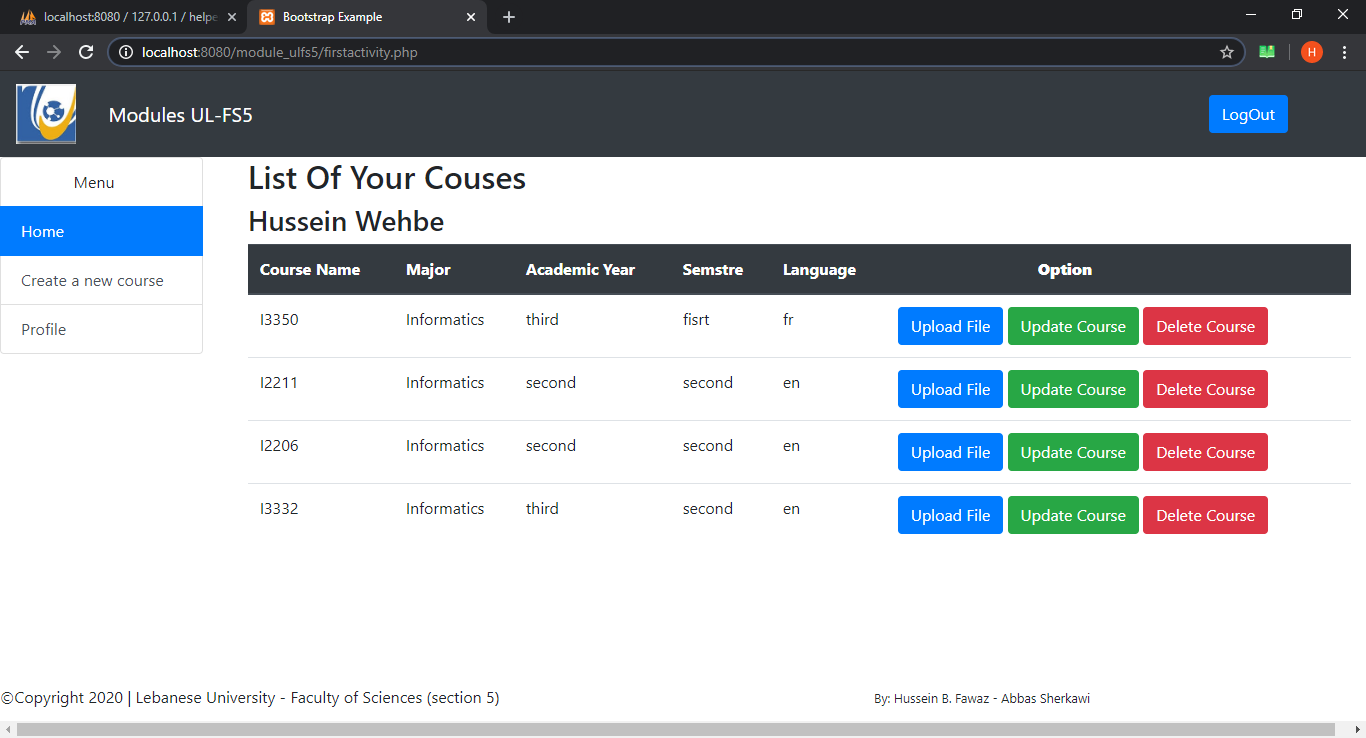 localhost:8080 / 127.0.0.1 / helpe
Bootstrap Example
localhost:8080/module_ulfs5/firstactivity.php
H
Modules UL-FS5
LogOut
Menu
Home
Create a new course
Profile
List Of Your Couses
Hussein Wehbe
Course Name Major Academic Year Semstre Language Option
I3350 Informatics third fisrt fr Upload File Update Course Delete Course
I2211 Informatics second second en Upload File Update Course Delete Course
I2206 Informatics second second en Upload File Update Course Delete Course
I3332 Informatics third second en Upload File Update Course Delete Course
©Copyright 2020 | Lebanese University - Faculty of Sciences (section 5)
By: Hussein B. Fawaz - Abbas Sherkawi